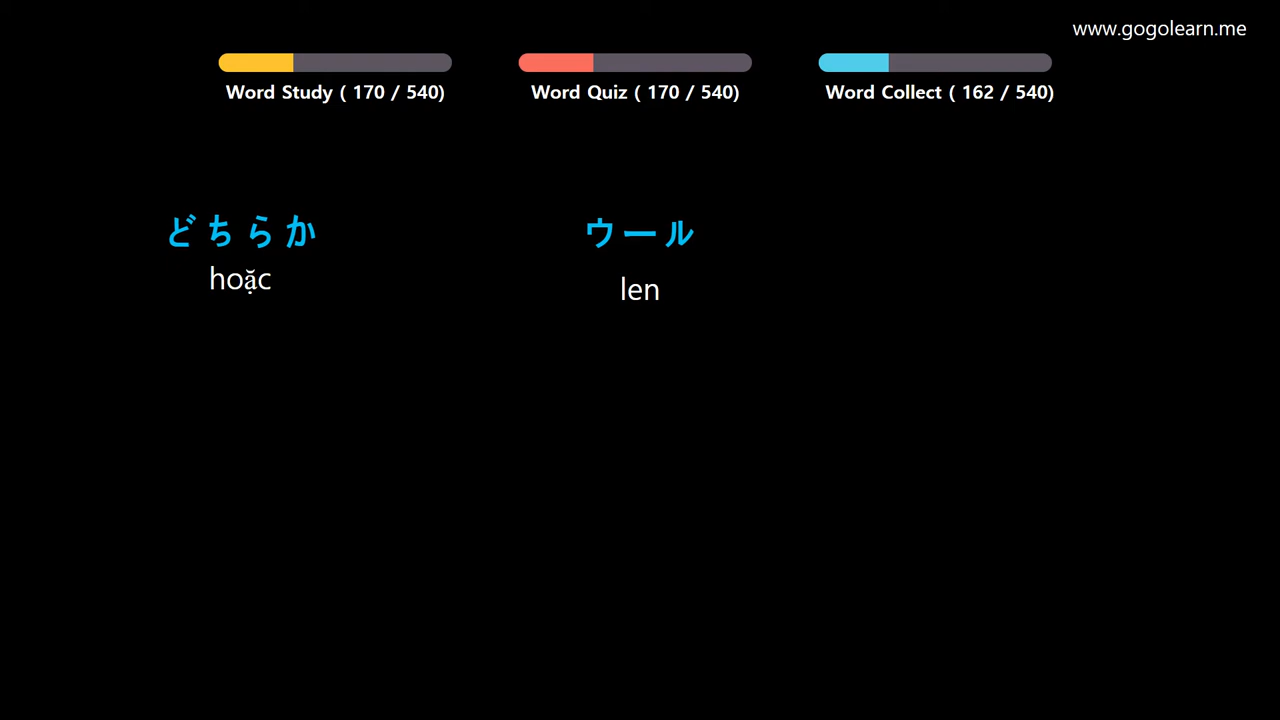 www.gogolearn.me
Word Study ( 170 / 540)
Word Quiz ( 170 / 540)
Word Collect ( 162 / 540)
どちらか
hoặc
ウール
len